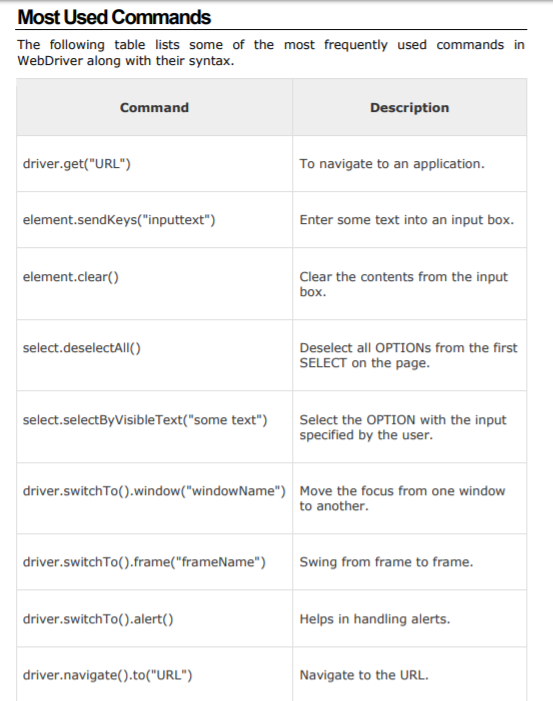 Most Used Commands
The following table lists some of the most frequently used commands in
WebDriver along with their syntax.
Command Description
driver.get("URL") To navigate to an application.
element.sendKeys("inputtext") Enter some text into an input box.
element.clear() Clear the contents from the input
box.
select.deselectAll() Deselect all OPTIONs from the first
SELECT on the page.
select.selectByVisibleText("some text") Select the OPTION with the input
specified by the user.
driver.switchTo().window("windowName") Move the focus from one window
to another.
driver.switchTo().frame("frameName") Swing from frame to frame.
driver.switchTo().alert() Helps in handling alerts.
driver.navigate().to("URL") Navigate to the URL.